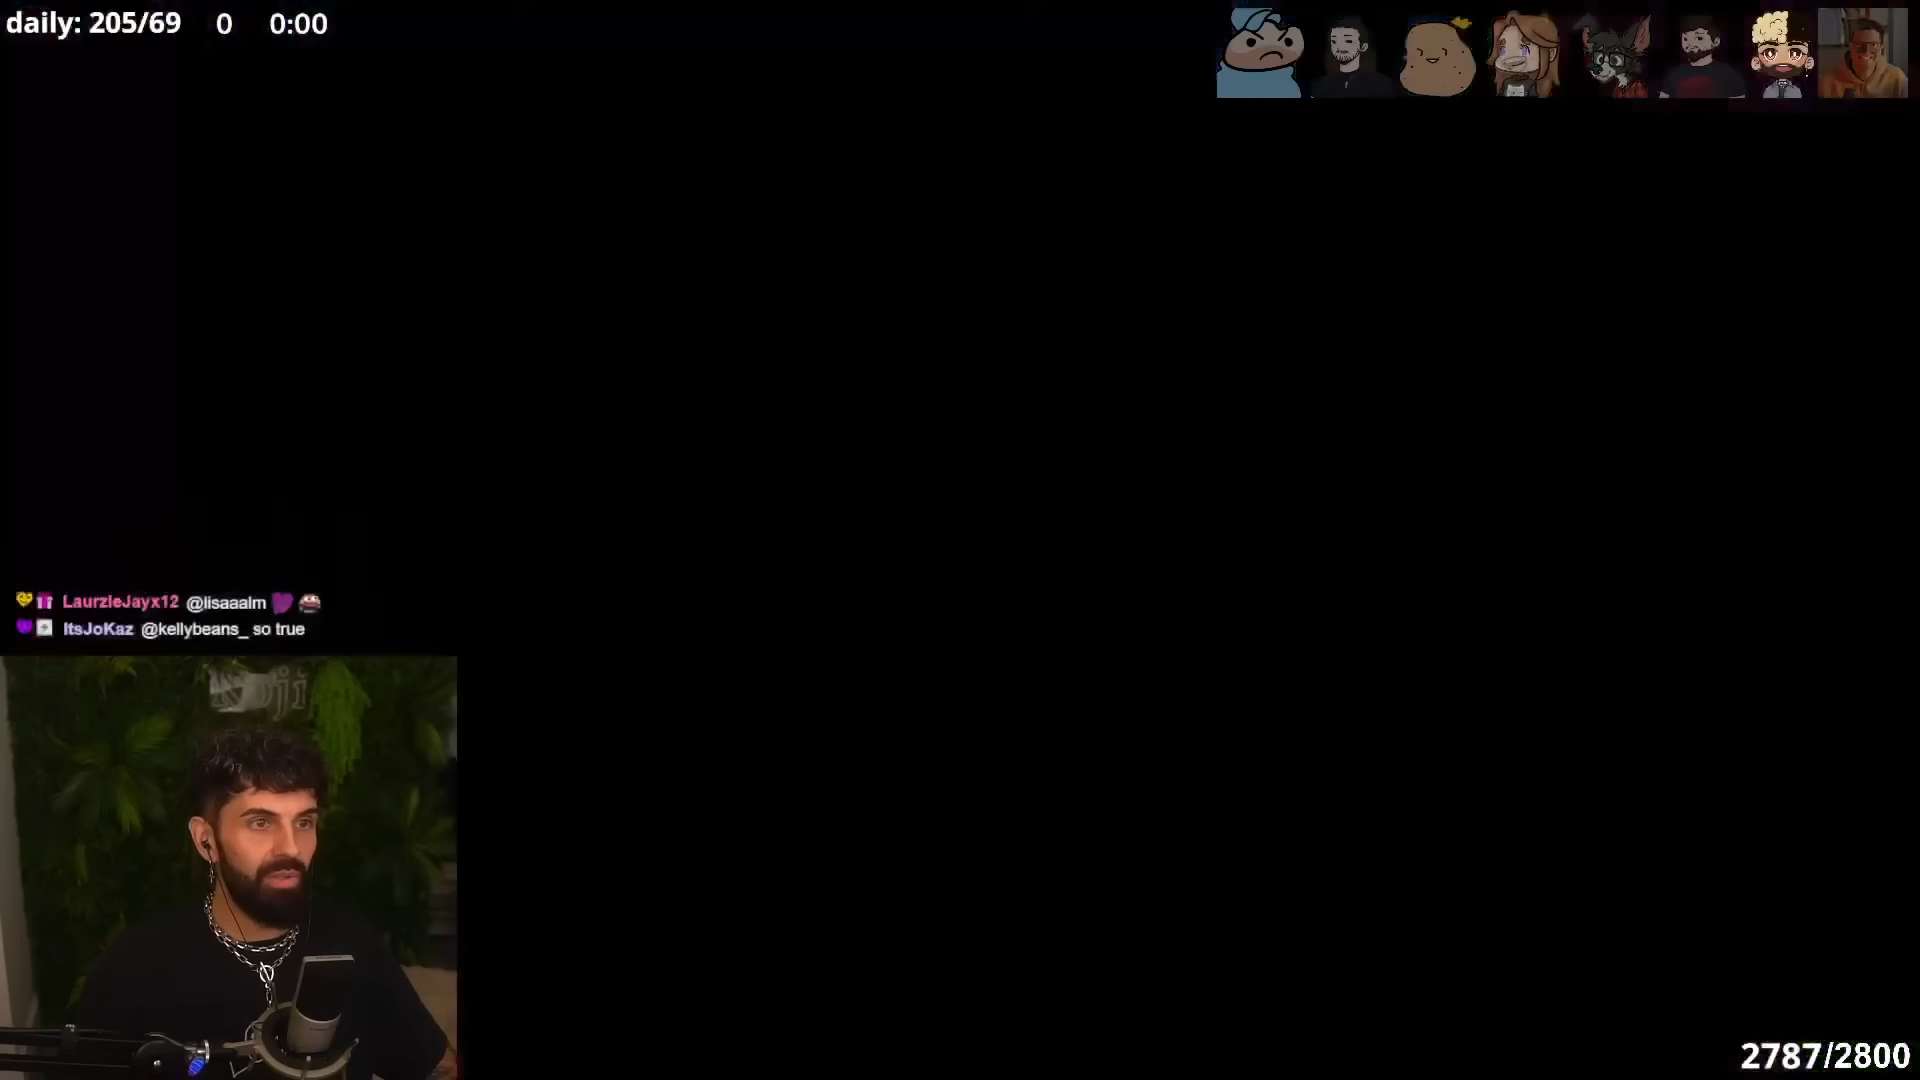 daily: 205/69 0 0:00
LaurzieJayx12 @lisaaalm
ItsJoKaz @kellybeans_ so true
2787/2800